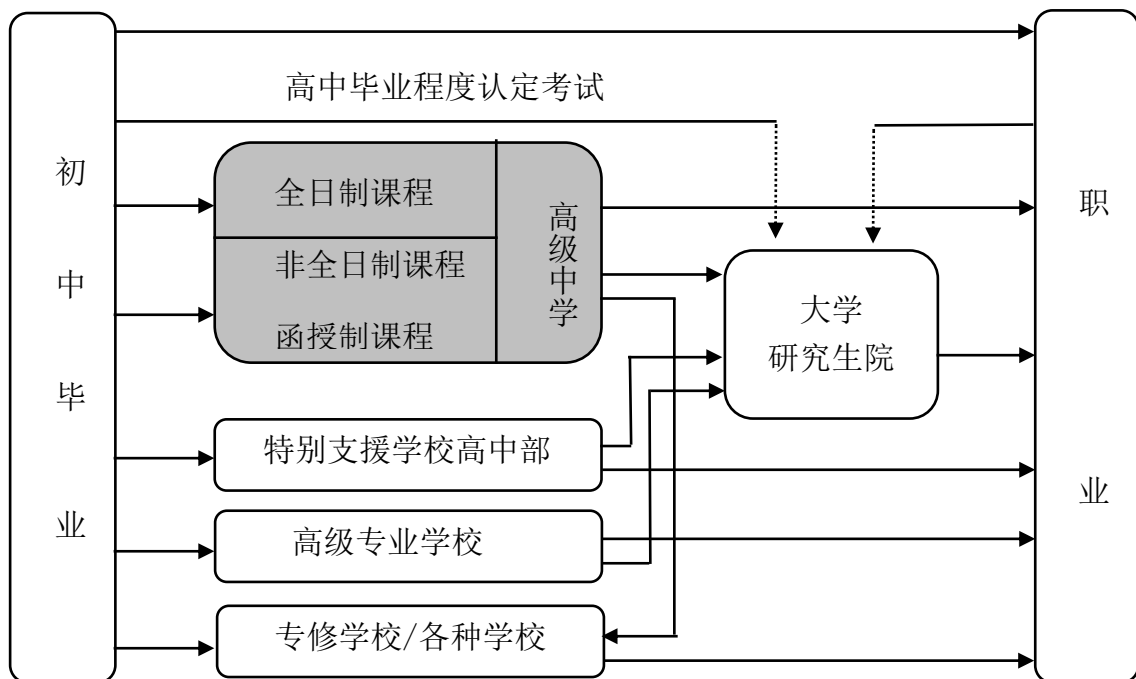 初中毕业
高中毕业程度认定考试
全日制课程
非全日制课程
函授制课程
高级中学
大学
研究生院
特别支援学校高中部
高级专业学校
专修学校/各种学校
职业